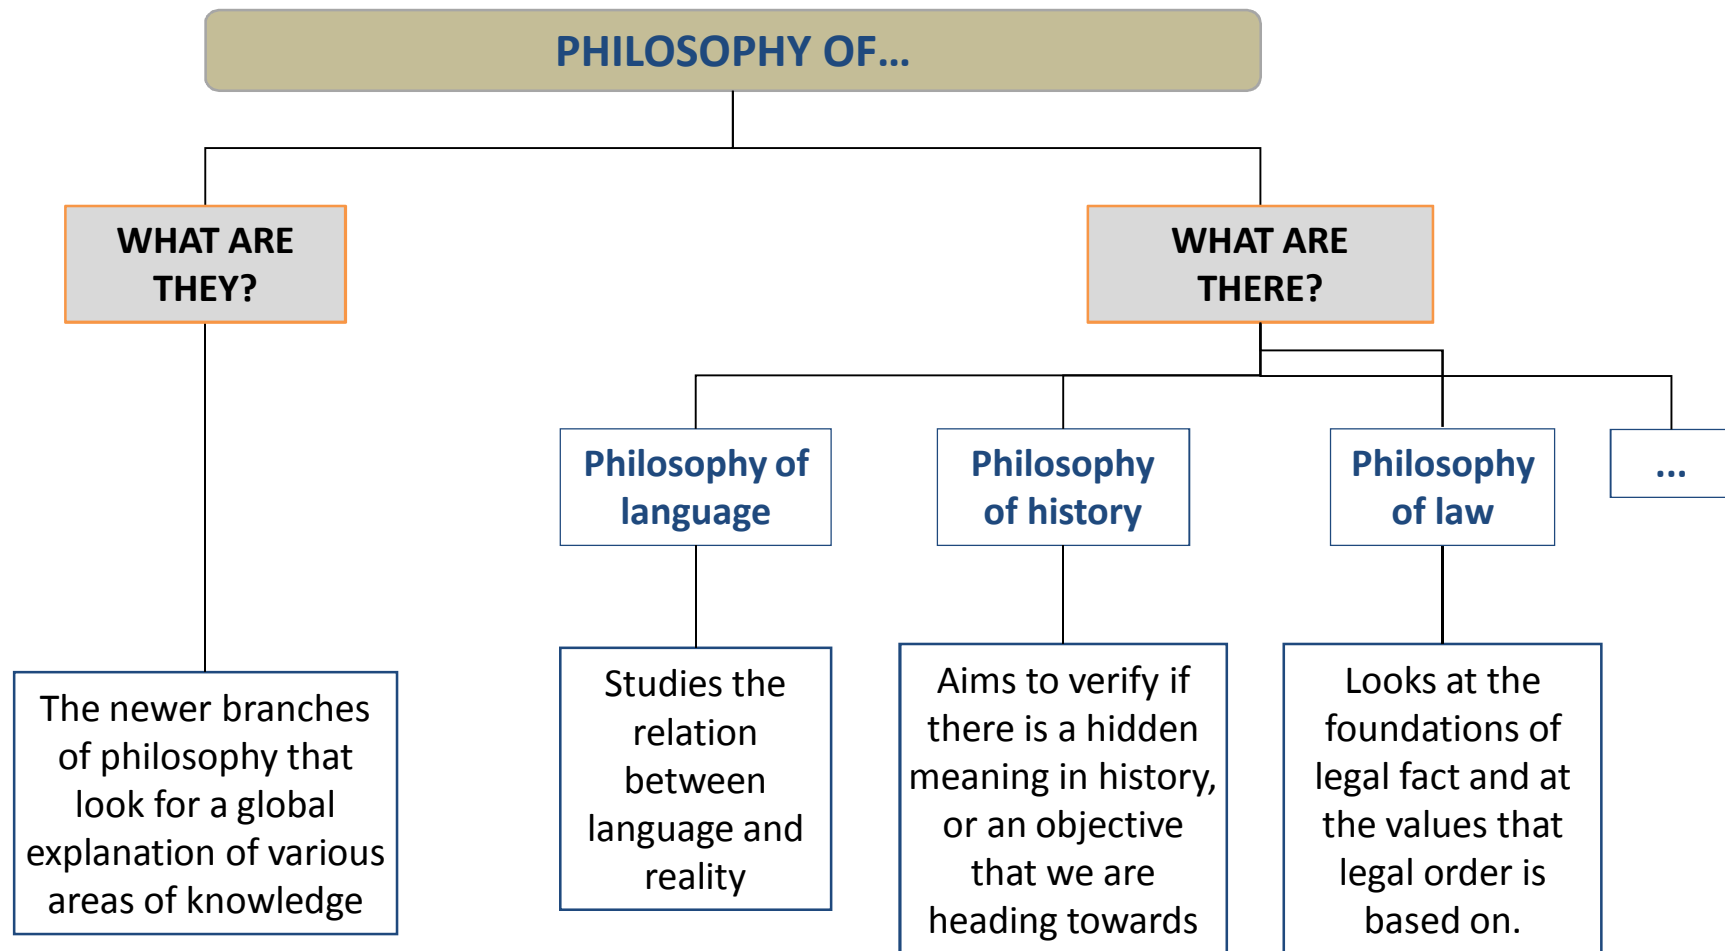 PHILOSOPHY OF...
WHAT ARE
THEY?
WHAT ARE
THERE?
Philosophy of
language
Philosophy
of history
Philosophy
of law
...
The newer branches
of philosophy that
look for a global
explanation of various
areas of knowledge
Studies the
relation
between
language and
reality
Aims to verify if
there is a hidden
meaning in history,
or an objective
that we are
heading towards
Looks at the
foundations of
legal fact and at
the values that
legal order is
based on.